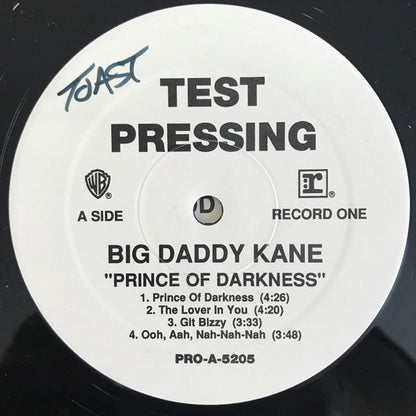 TOAST
TEST
PRESSING
WB ®
r ®
A SIDE
RECORD ONE
D
BIG DADDY KANE
"PRINCE OF DARKNESS"
1. Prince Of Darkness (4:26)
2. The Lover In You (4:20)
3. Git Bizzy (3:33)
4. Ooh, Aah, Nah-Nah-Nah (3:48)
PRO-A-5205